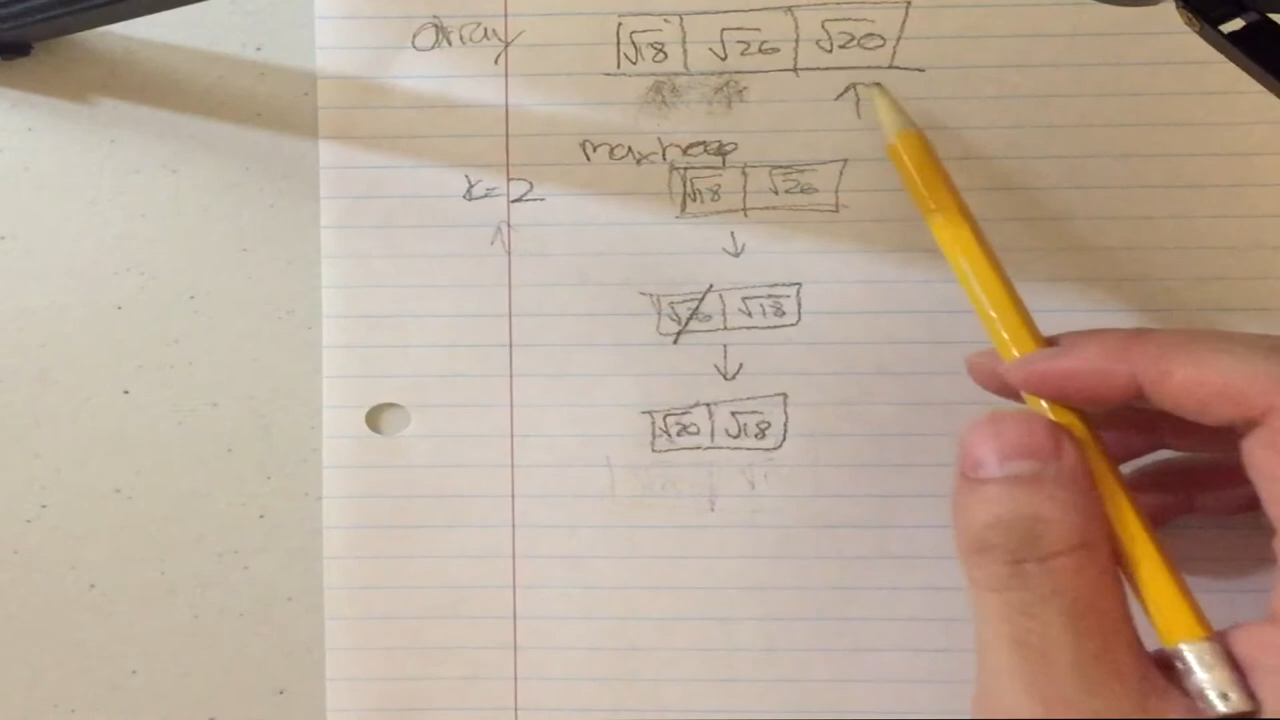 array √18 √26 √20
maxheap
k=2 √18 √26
√26 √18
√20 √18